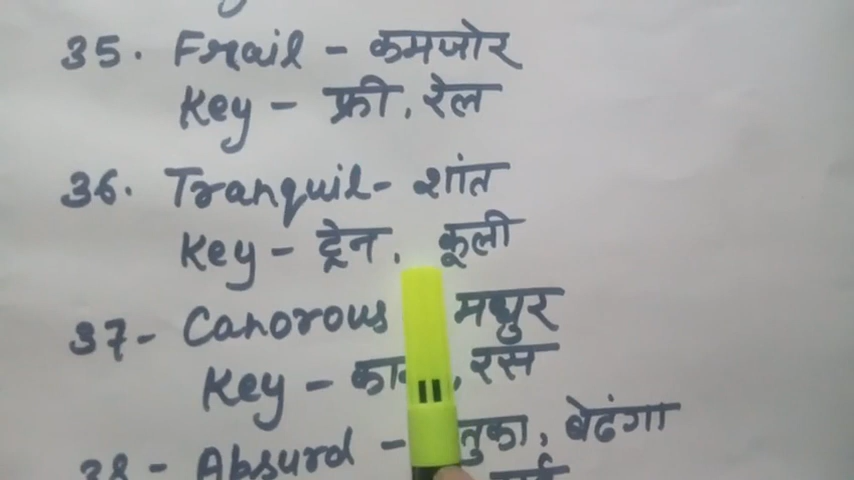 35. Frail - कमजोर
Key - फ्री, रेल
36. Tranquil - शांत
Key - ट्रेन, कूली
37- Canorous मधुर
Key - , रस
38- Absurd - तुका, बेढंगा